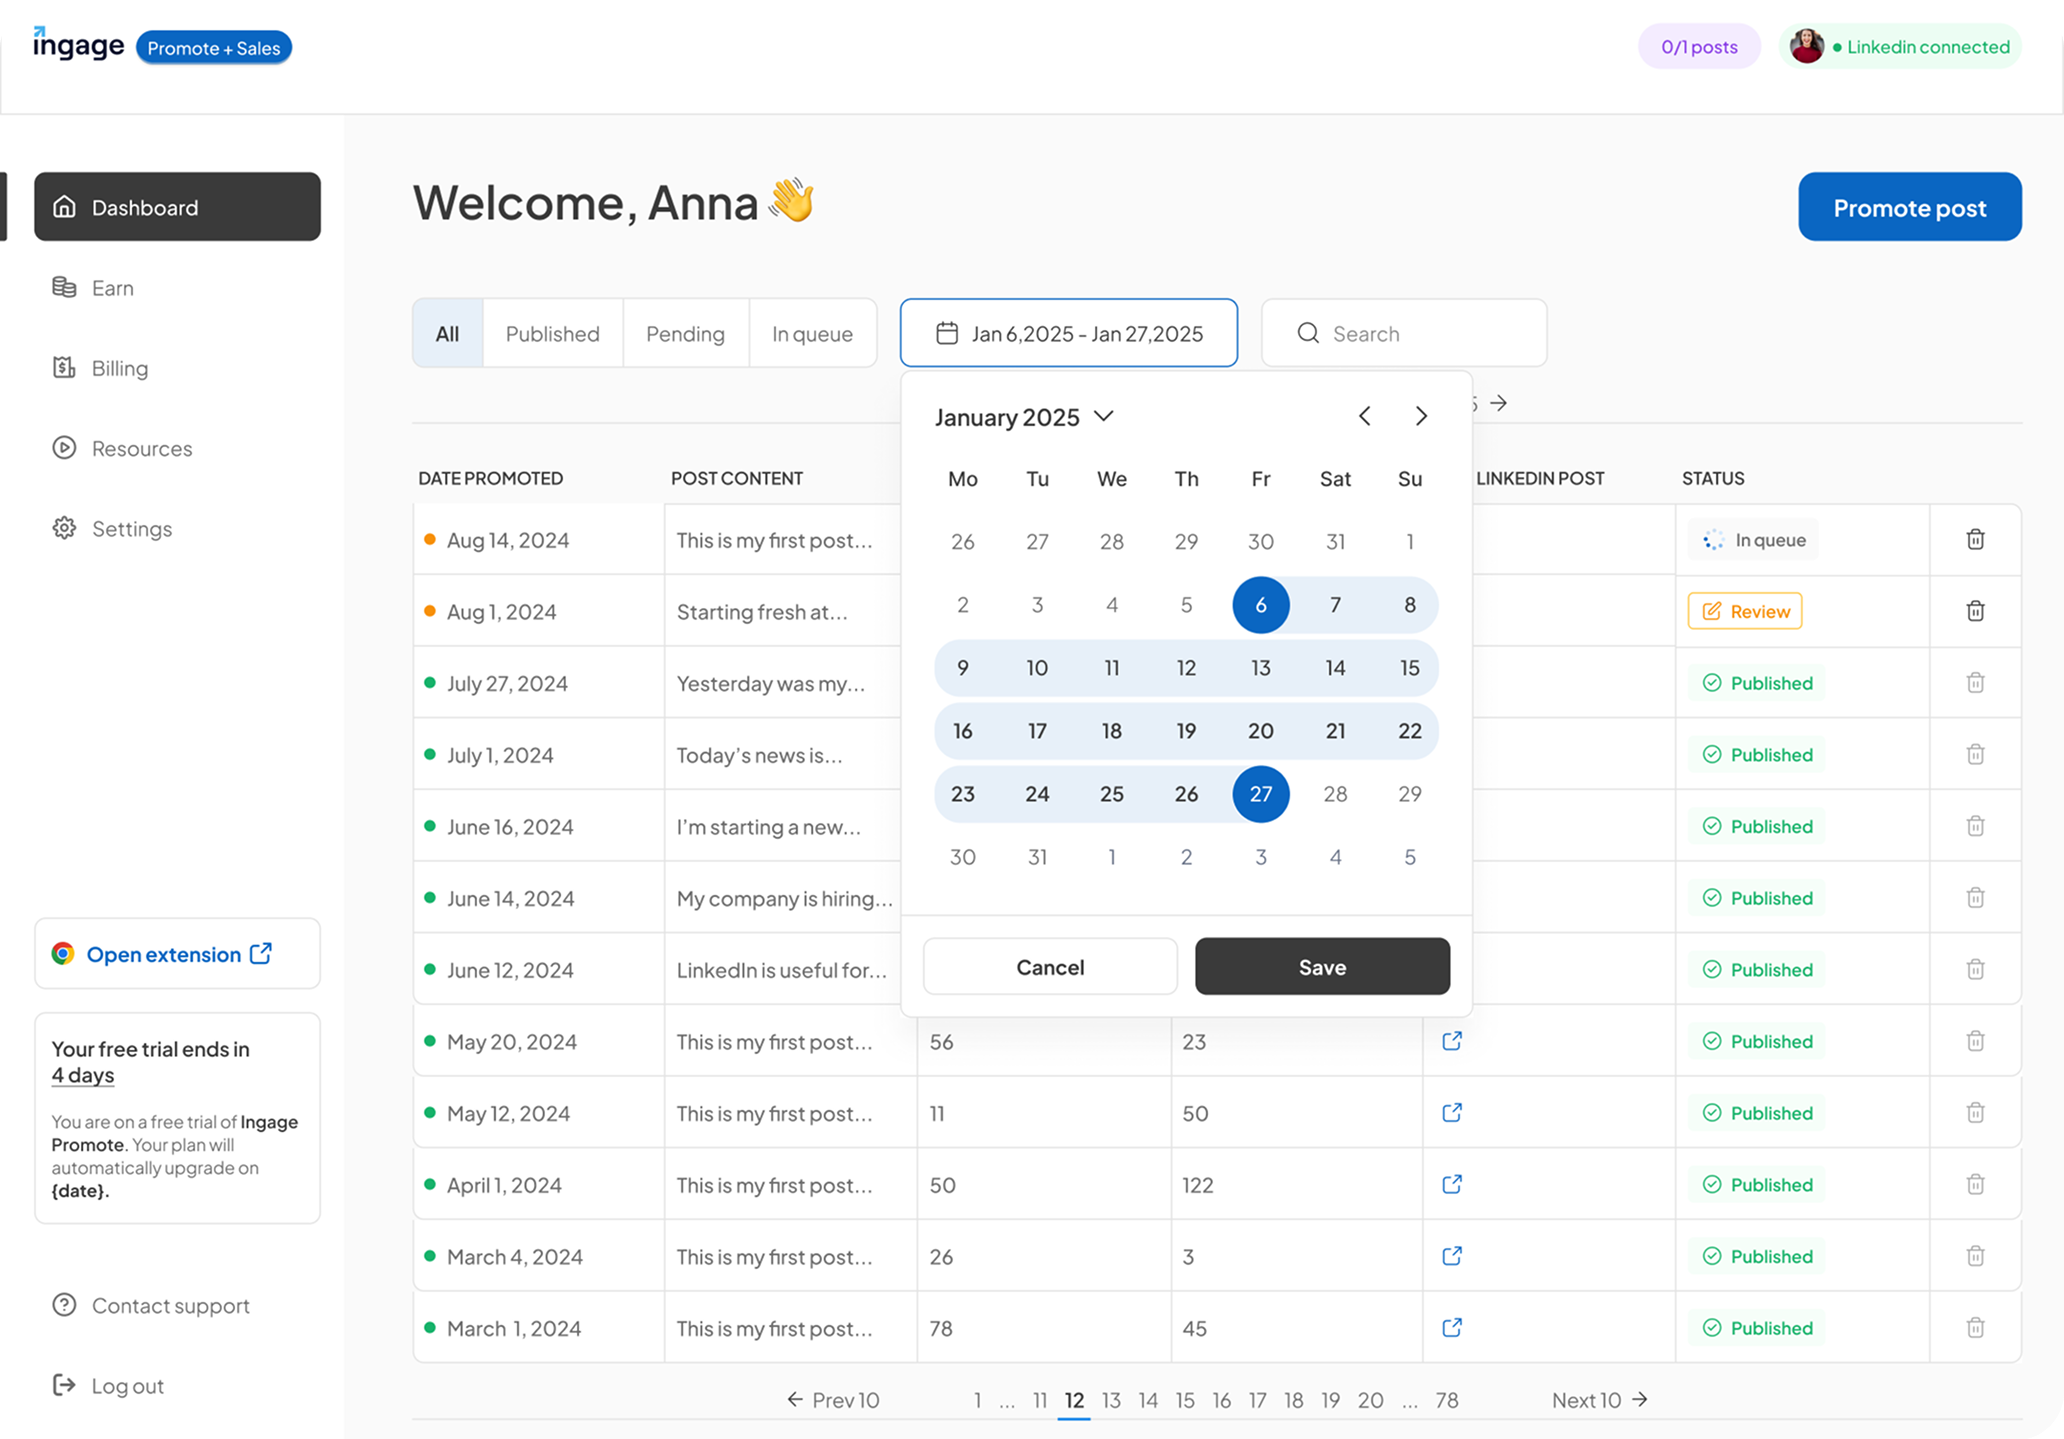 ingage Promote + Sales
0/1 posts
Linkedin connected
Dashboard
Earn
Billing
Resources
Settings
Open extension
Your free trial ends in
4 days
You are on a free trial of Ingage
Promote. Your plan will
automatically upgrade on
{date}.
Contact support
Log out
Welcome, Anna
Promote post
All Published Pending In queue
Jan 6,2025 - Jan 27,2025
Search
January 2025
Mo Tu We Th Fr Sat Su
26 27 28 29 30 31 1
2 3 4 5 6 7 8
9 10 11 12 13 14 15
16 17 18 19 20 21 22
23 24 25 26 27 28 29
30 31 1 2 3 4 5
Cancel Save
DATE PROMOTED POST CONTENT LINKEDIN POST STATUS
Aug 14, 2024 This is my first post... In queue
Aug 1, 2024 Starting fresh at... Review
July 27, 2024 Yesterday was my... Published
July 1, 2024 Today’s news is... Published
June 16, 2024 I’m starting a new... Published
June 14, 2024 My company is hiring... Published
June 12, 2024 LinkedIn is useful for... Published
May 20, 2024 This is my first post... 56 23 Published
May 12, 2024 This is my first post... 11 50 Published
April 1, 2024 This is my first post... 50 122 Published
March 4, 2024 This is my first post... 26 3 Published
March 1, 2024 This is my first post... 78 45 Published
← Prev 10 1 ... 11 12 13 14 15 16 17 18 19 20 ... 78 Next 10 →